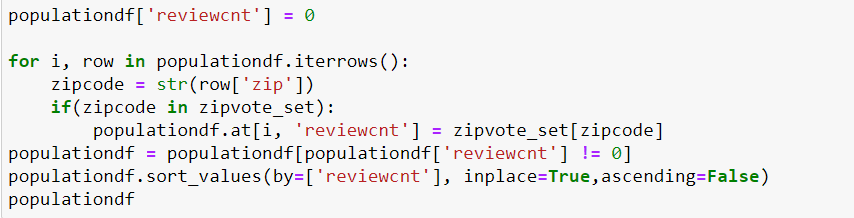 populationdf['reviewcnt'] = 0
for i, row in populationdf.iterrows():
    zipcode = str(row['zip'])
    if(zipcode in zipvote_set):
        populationdf.at[i, 'reviewcnt'] = zipvote_set[zipcode]
populationdf = populationdf[populationdf['reviewcnt'] != 0]
populationdf.sort_values(by=['reviewcnt'], inplace=True,ascending=False)
populationdf